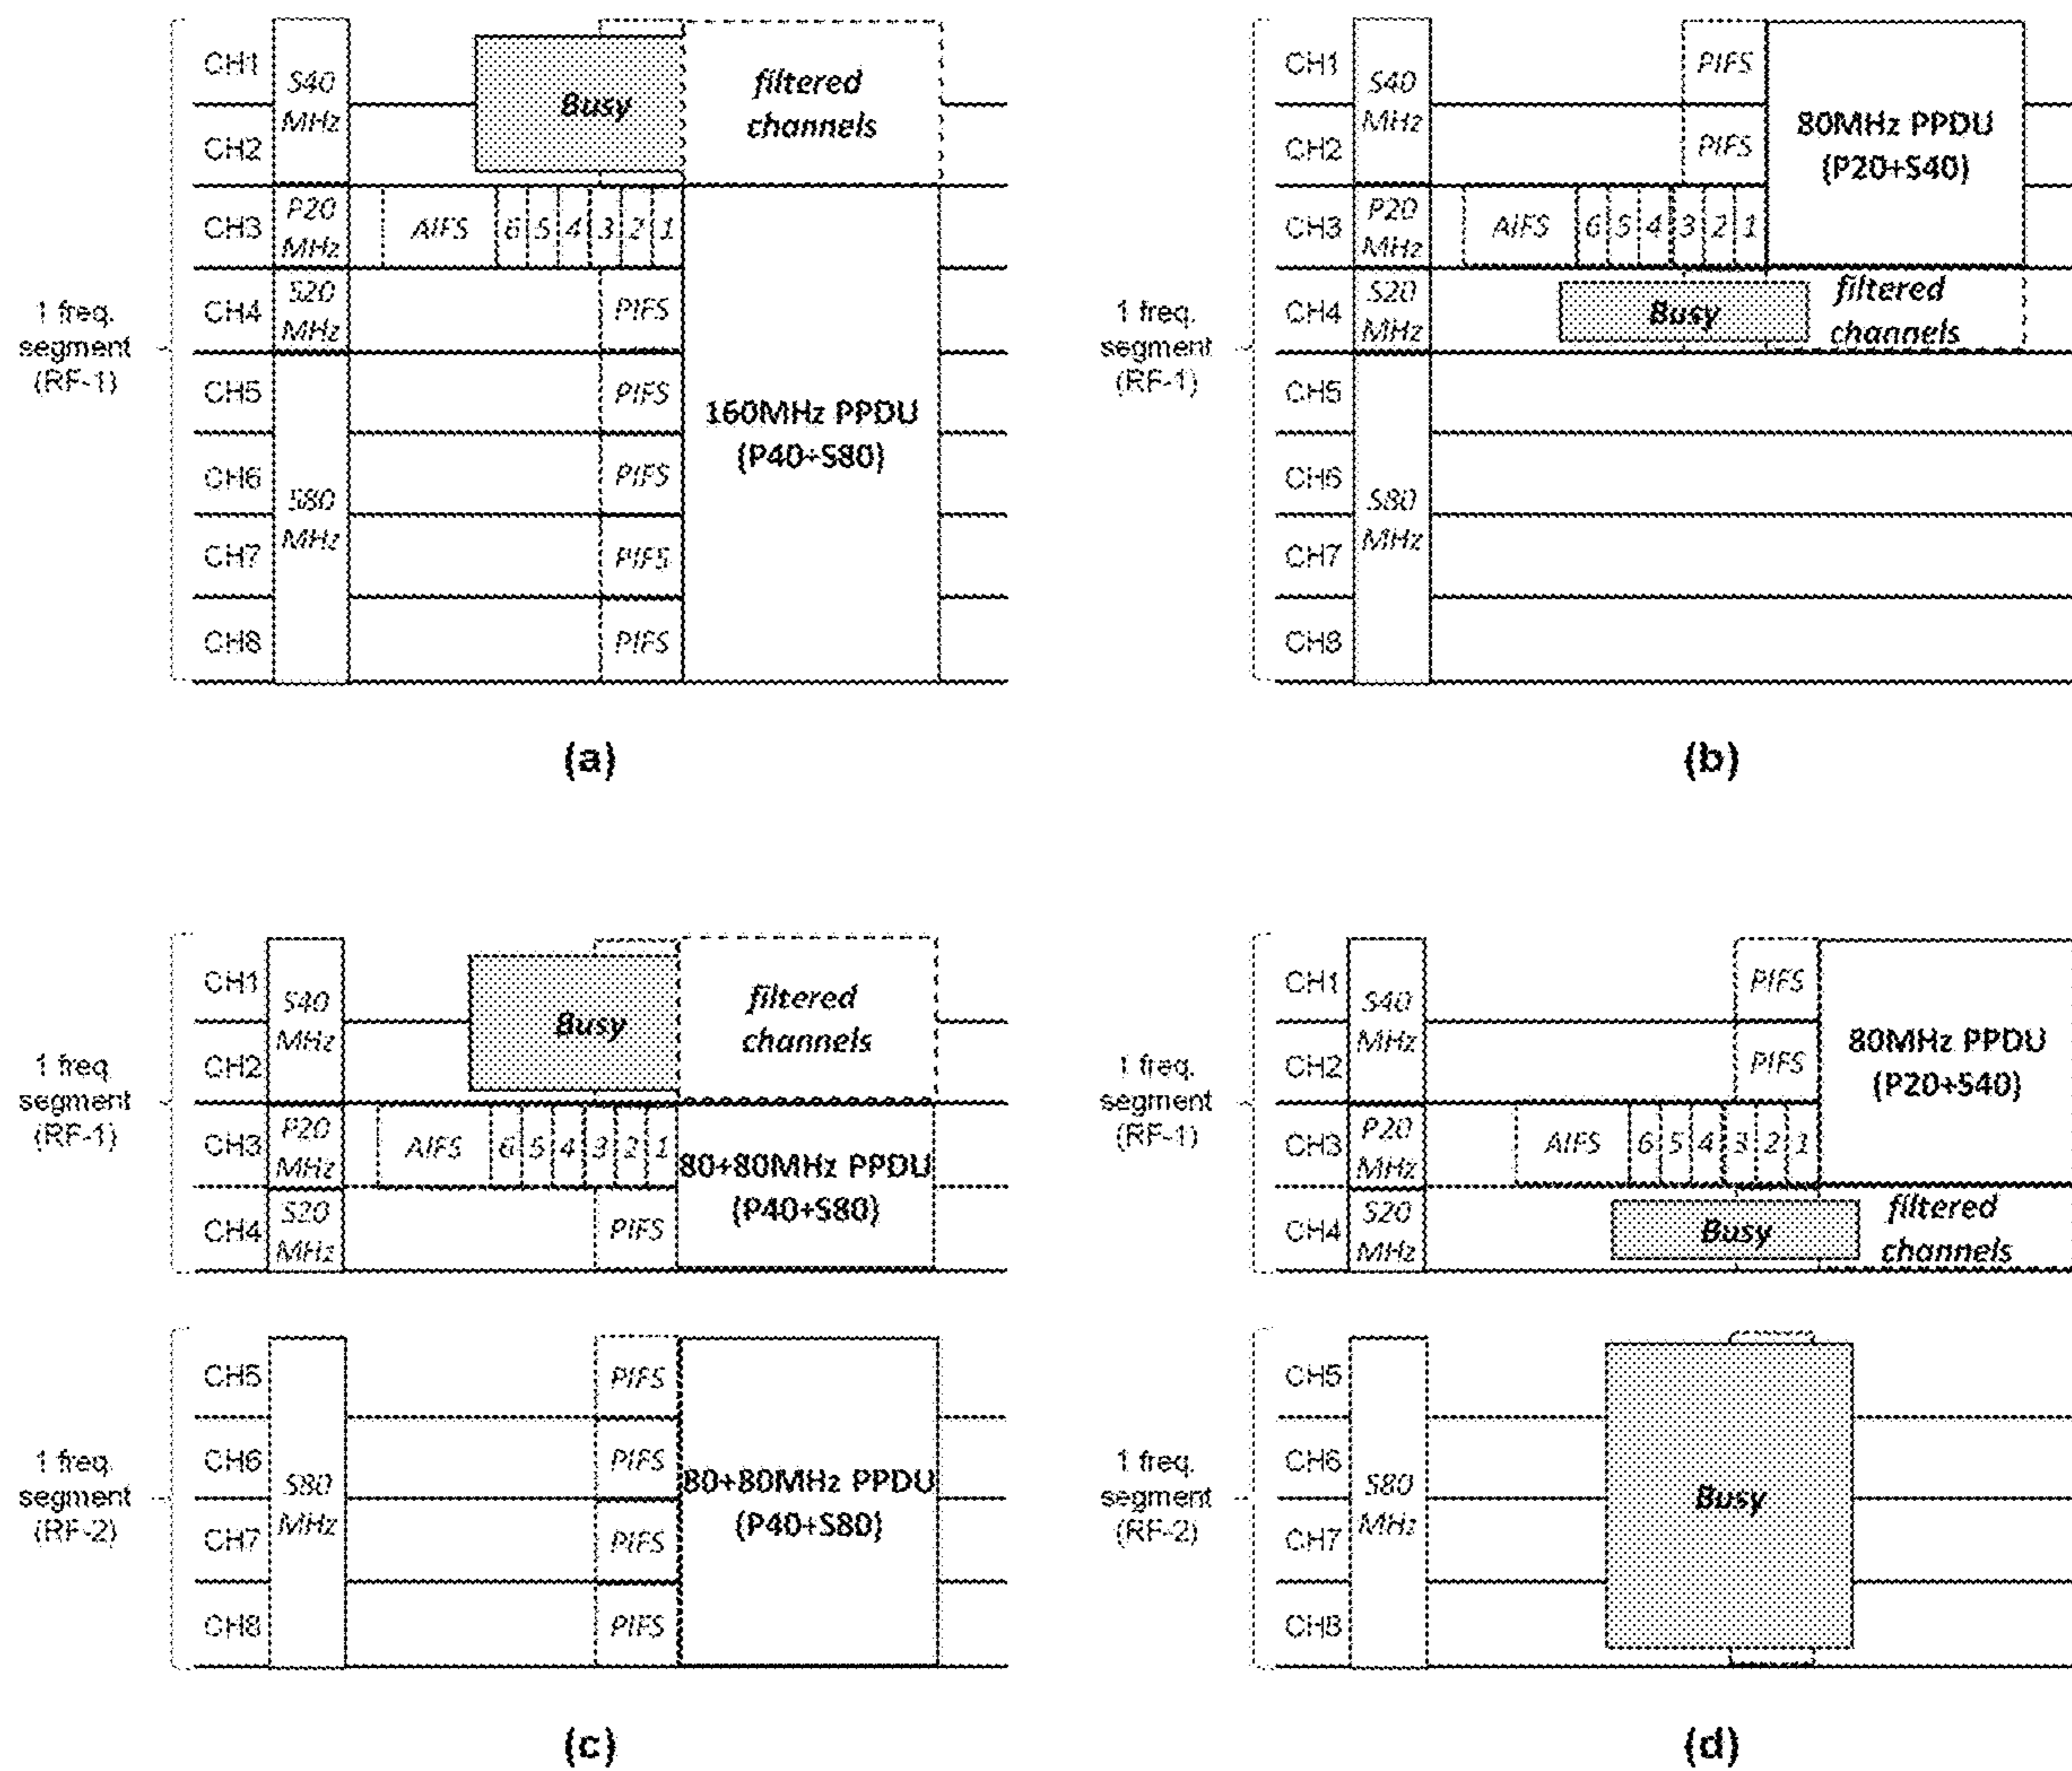 CH1
CH2
CH3
CH4
CH5
CH6
CH7
CH8
1 freq.
segment
(RF-1)
S40
MHz
P20
MHz
S20
MHz
S80
MHz
Busy
filtered
channels
AIFS 6 5 4 3 2 1
PIFS
PIFS
PIFS
PIFS
PIFS
160MHz PPDU
(P40+S80)
(a)
CH1
CH2
CH3
CH4
CH5
CH6
CH7
CH8
1 freq.
segment
(RF-1)
S40
MHz
P20
MHz
S20
MHz
S80
MHz
PIFS
PIFS
80MHz PPDU
(P20+S40)
AIFS 6 5 4 3 2 1
Busy
filtered
channels
(b)
CH1
CH2
CH3
CH4
1 freq.
segment
(RF-1)
S40
MHz
P20
MHz
S20
MHz
Busy
filtered
channels
AIFS 6 5 4 3 2 1
PIFS
80+80MHz PPDU
(P40+S80)
CH5
CH6
CH7
CH8
1 freq.
segment
(RF-2)
S80
MHz
PIFS
PIFS
PIFS
PIFS
80+80MHz PPDU
(P40+S80)
(c)
CH1
CH2
CH3
CH4
1 freq.
segment
(RF-1)
S40
MHz
P20
MHz
S20
MHz
PIFS
PIFS
80MHz PPDU
(P20+S40)
AIFS 6 5 4 3 2 1
Busy
filtered
channels
CH5
CH6
CH7
CH8
1 freq.
segment
(RF-2)
S80
MHz
Busy
(d)